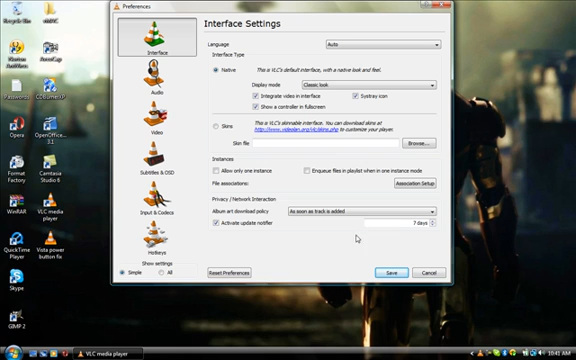 Preferences
Interface Settings
Interface
Audio
Video
Subtitles & OSD
Input & Codecs
Hotkeys
Show settings
Simple
All
Language
Auto
Interface Type
Native
This is VLC's default interface, with a native look and feel.
Display mode
Classic look
Integrate video in interface
Systray icon
Show a controller in fullscreen
Skins
This is VLC's skinnable interface. You can download skins at
http://www.videolan.org/vlc/skins.php to customize your player.
Skin file
Browse...
Instances
Allow only one instance
Enqueue files in playlist when in one instance mode
File associations:
Association Setup
Privacy / Network Interaction
Album art download policy
As soon as track is added
Activate update notifier
7 days
Reset Preferences
Save
Cancel
Recycle Bin
Norton
AntiVirus
Passwords
CDBurnerXP
Opera
OpenOffice...
3.1
Format
Factory
Camtasia
Studio 6
WinRAR
VLC media
player
QuickTime
Player
Vista power
button fix
Skype
GIMP 2
VLC media player
10:41 AM